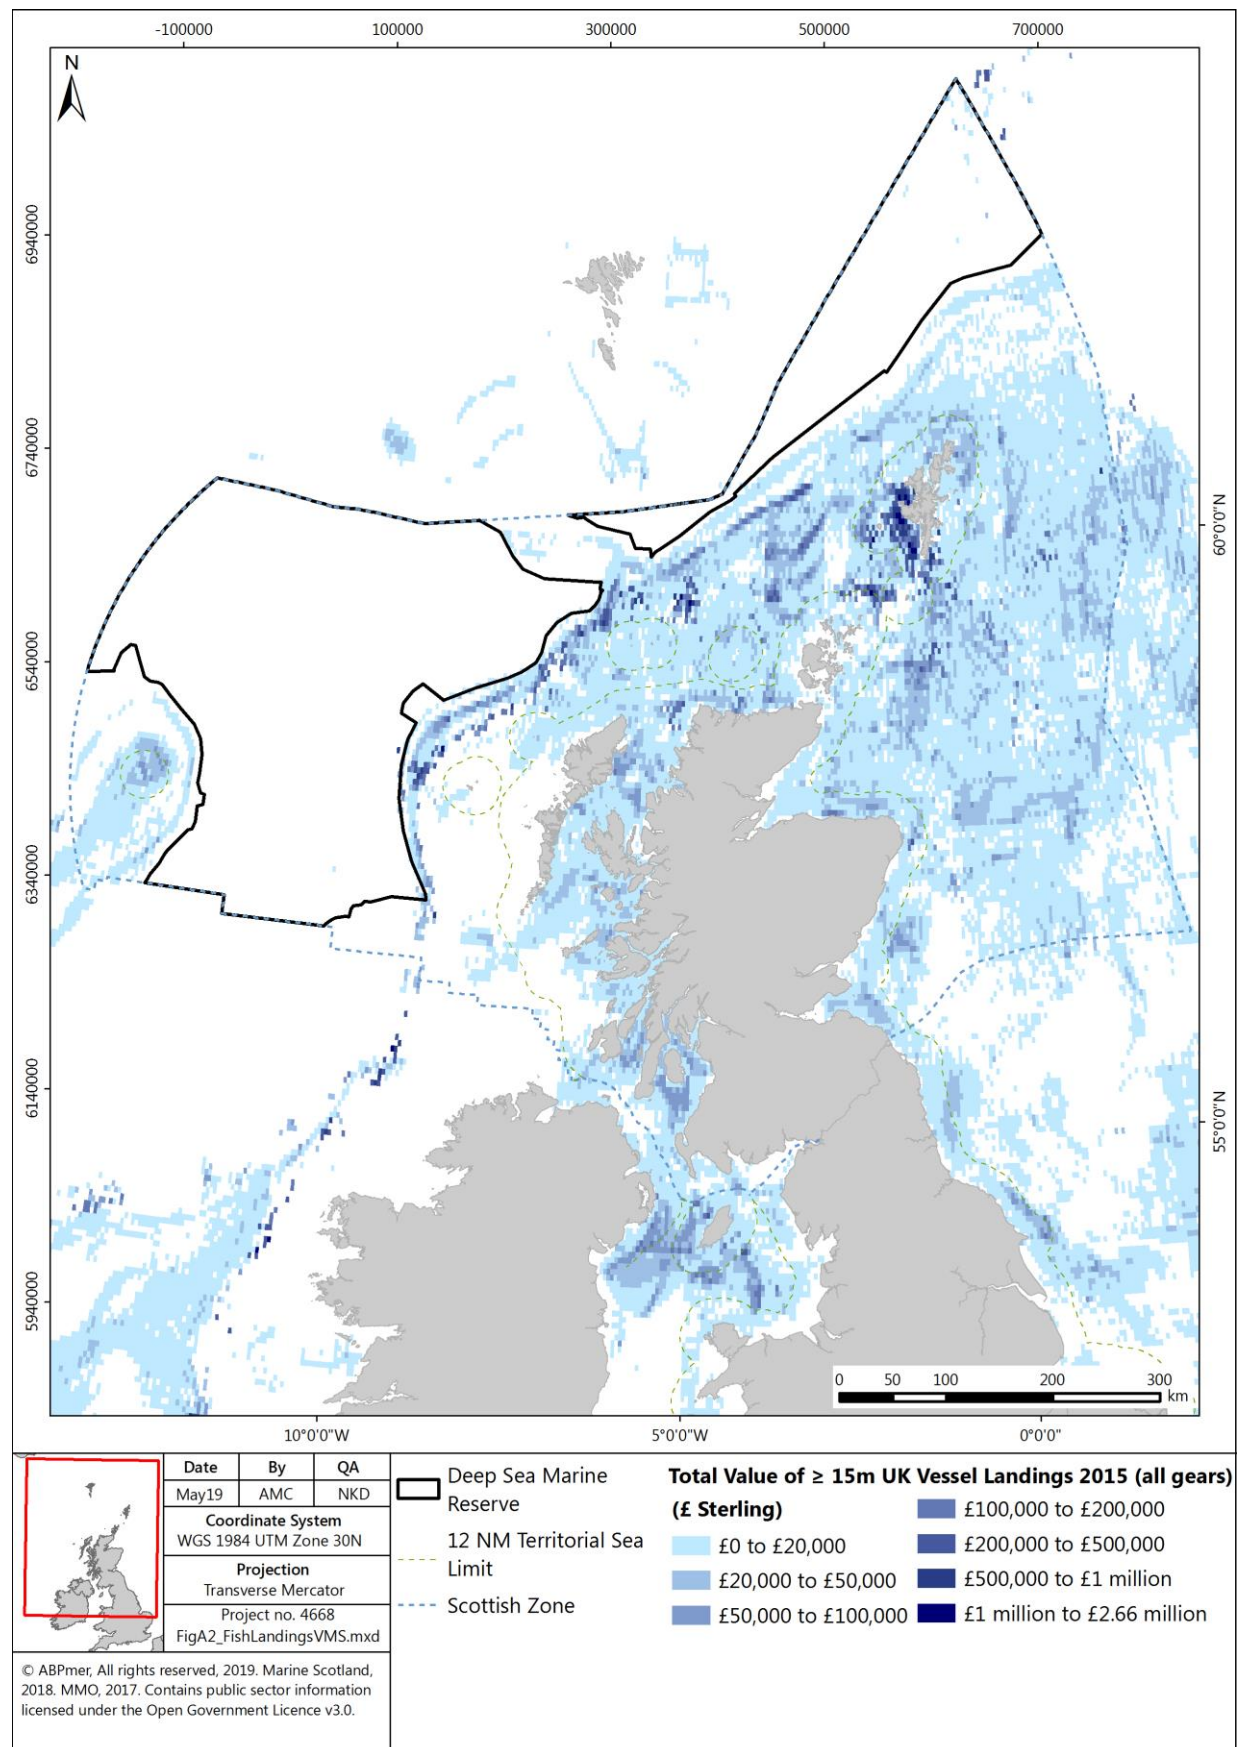 -100000 100000 300000 500000 700000
N
6940000
6740000
6540000
6340000
6140000
5940000
60°0'0"N
55°0'0"N
0 50 100 200 300
km
10°0'0"W 5°0'0"W 0°0'0"
Date By QA
May19 AMC NKD
Coordinate System
WGS 1984 UTM Zone 30N
Projection
Transverse Mercator
Project no. 4668
FigA2_FishLandingsVMS.mxd
© ABPmer, All rights reserved, 2019. Marine Scotland,
2018. MMO, 2017. Contains public sector information
licensed under the Open Government Licence v3.0.
Deep Sea Marine
Reserve
12 NM Territorial Sea
Limit
Scottish Zone
Total Value of ≥ 15m UK Vessel Landings 2015 (all gears)
(£ Sterling)
£0 to £20,000
£20,000 to £50,000
£50,000 to £100,000
£100,000 to £200,000
£200,000 to £500,000
£500,000 to £1 million
£1 million to £2.66 million